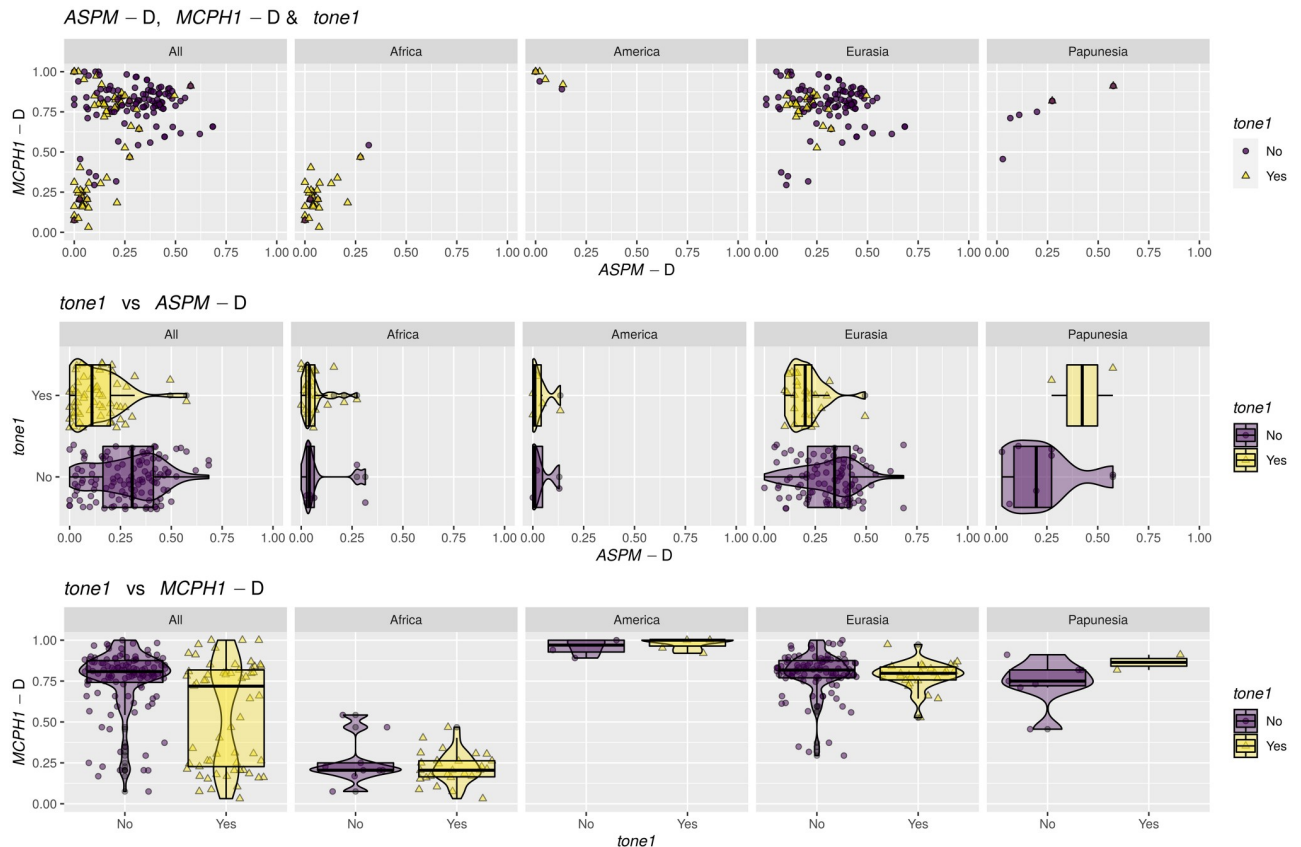 ASPM – D, MCPH1 – D & tone1
All Africa America Eurasia Papunesia
1.00
0.75
0.50
0.25
0.00
MCPH1 – D
0.00 0.25 0.50 0.75 1.00 0.00 0.25 0.50 0.75 1.00 0.00 0.25 0.50 0.75 1.00 0.00 0.25 0.50 0.75 1.00 0.00 0.25 0.50 0.75 1.00
ASPM – D
tone1
No
Yes
tone1 vs ASPM – D
All Africa America Eurasia Papunesia
Yes
No
tone1
0.00 0.25 0.50 0.75 1.00 0.00 0.25 0.50 0.75 1.00 0.00 0.25 0.50 0.75 1.00 0.00 0.25 0.50 0.75 1.00 0.00 0.25 0.50 0.75 1.00
ASPM – D
tone1
No
Yes
tone1 vs MCPH1 – D
All Africa America Eurasia Papunesia
1.00
0.75
0.50
0.25
0.00
MCPH1 – D
No Yes No Yes No Yes No Yes No Yes
tone1
tone1
No
Yes